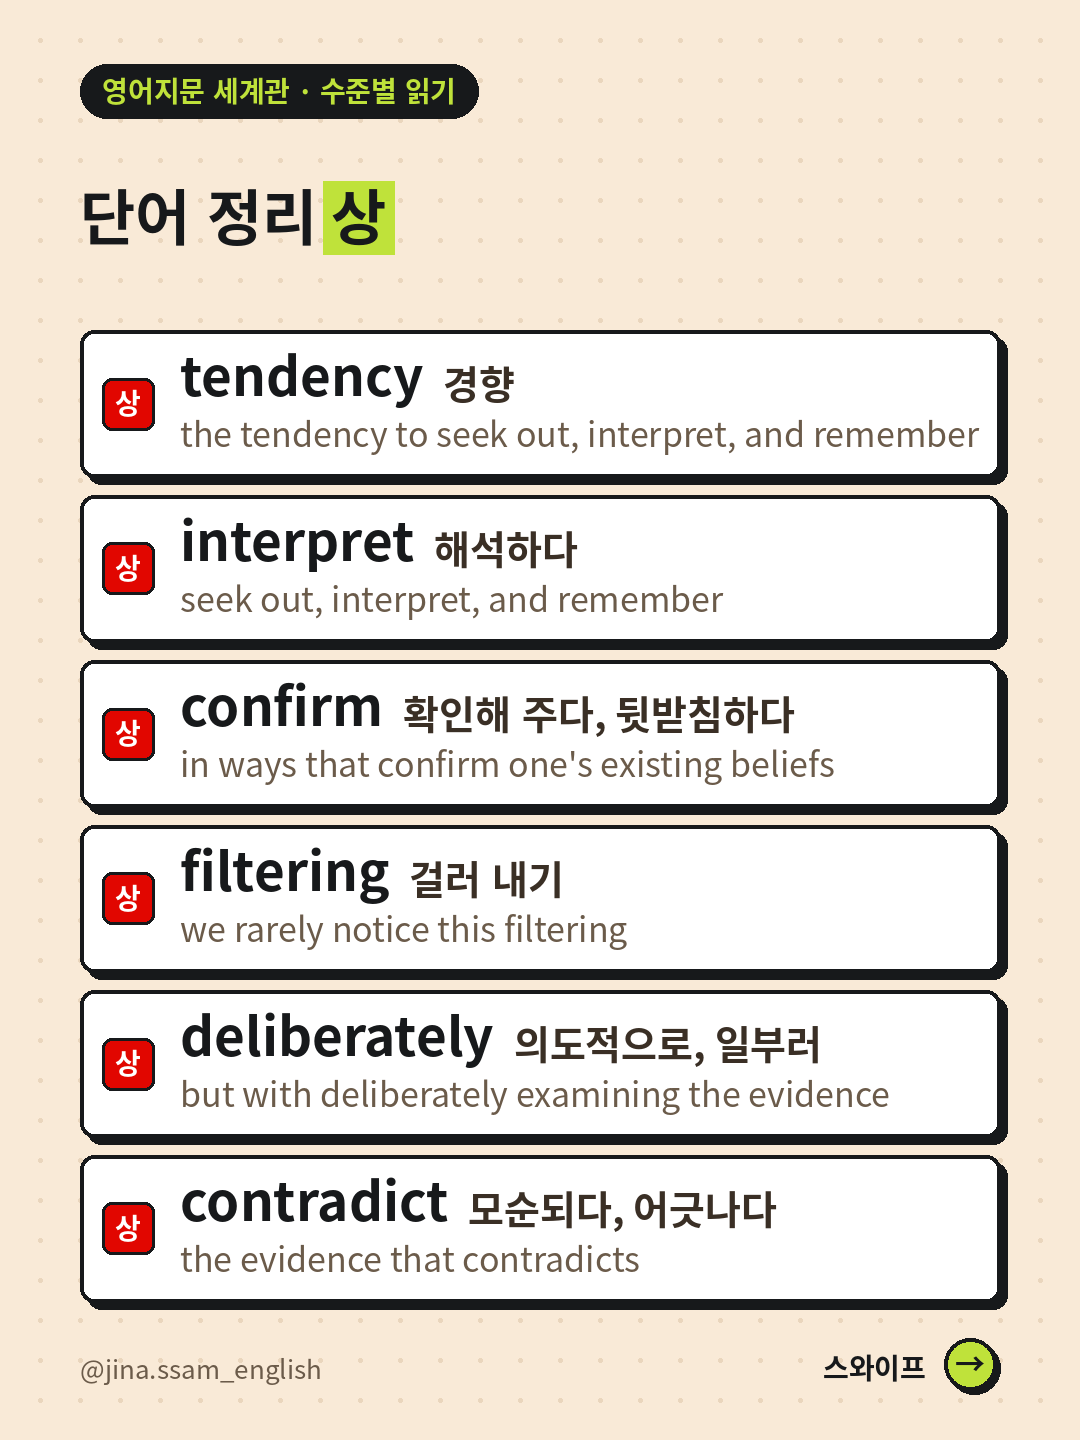 영어지문 세계관 · 수준별 읽기
단어 정리 상
상
tendency 경향
the tendency to seek out, interpret, and remember
상
interpret 해석하다
seek out, interpret, and remember
상
confirm 확인해 주다, 뒷받침하다
in ways that confirm one's existing beliefs
상
filtering 걸러 내기
we rarely notice this filtering
상
deliberately 의도적으로, 일부러
but with deliberately examining the evidence
상
contradict 모순되다, 어긋나다
the evidence that contradicts
@jina.ssam_english
스와이프 →